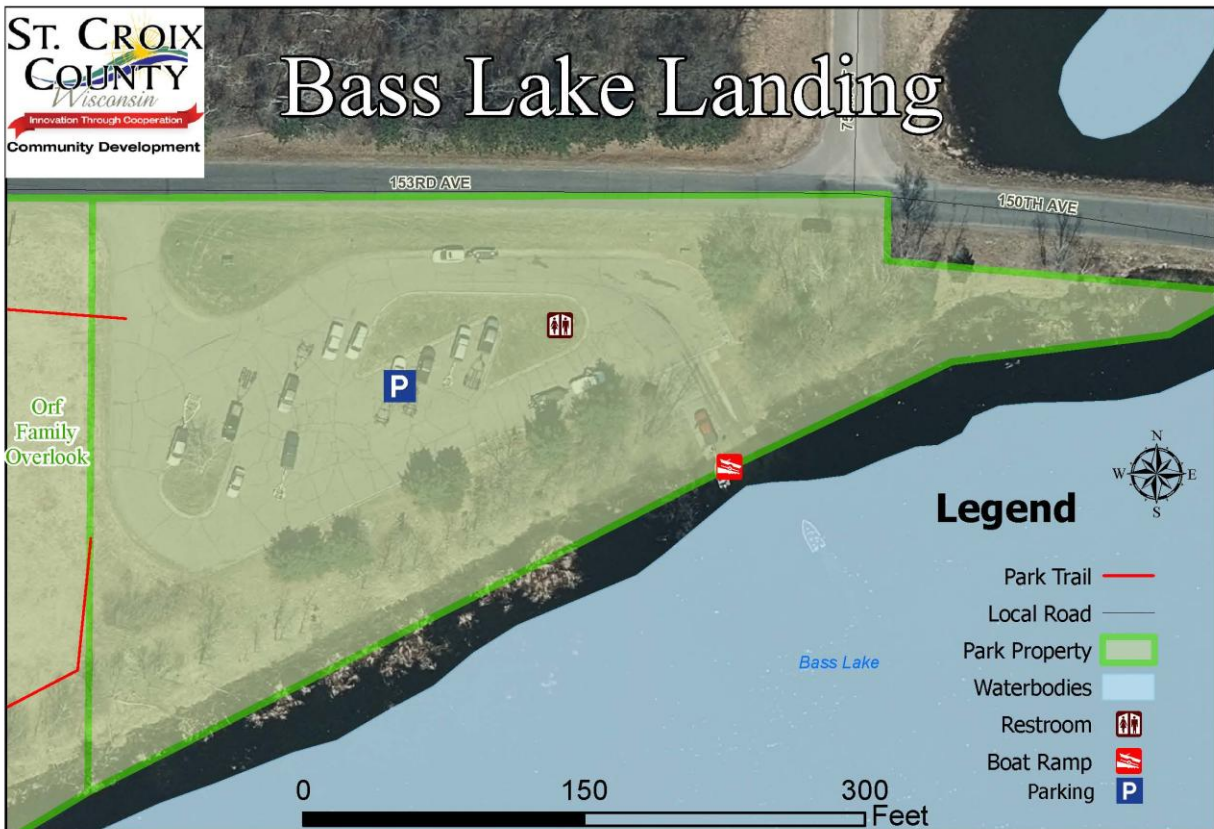 ST. CROIX
COUNTY
Wisconsin
Innovation Through Cooperation
Community Development
Bass Lake Landing
153RD AVE
150TH AVE
Orf
Family
Overlook
P
N
W E
S
Legend
Park Trail
Local Road
Park Property
Waterbodies
Restroom
Boat Ramp
Parking P
Bass Lake
0 150 300
Feet